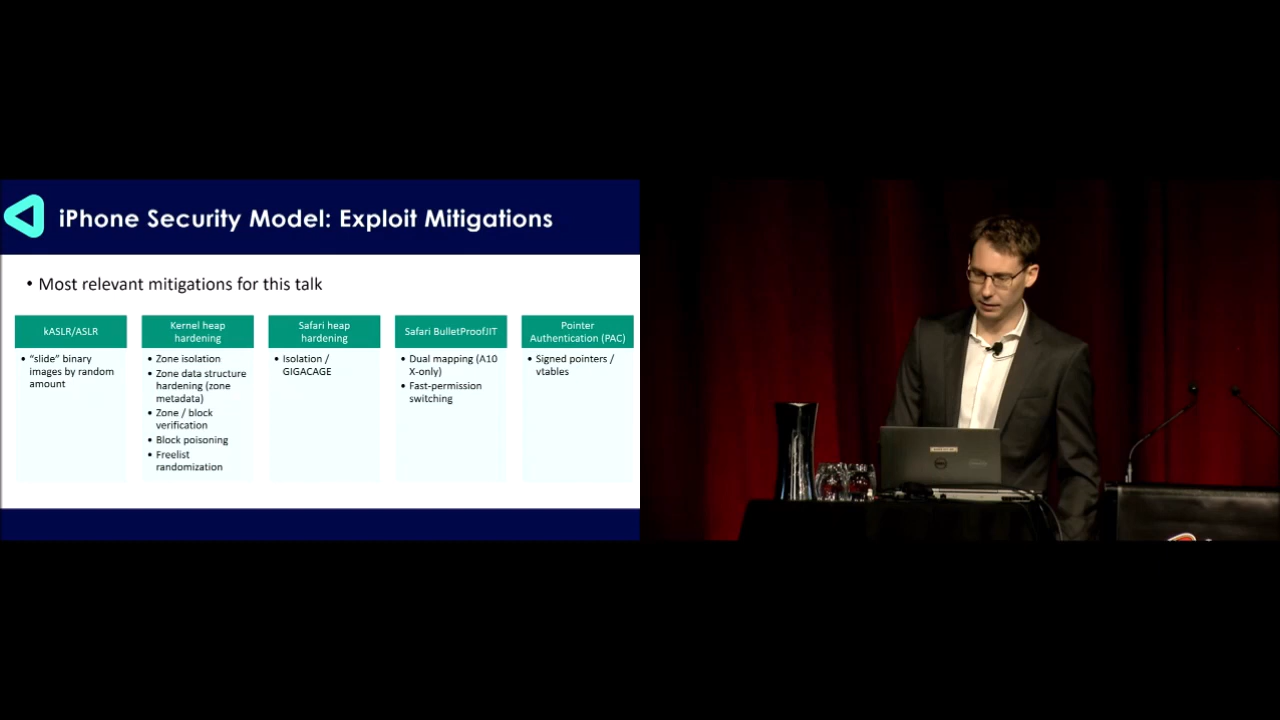 iPhone Security Model: Exploit Mitigations
• Most relevant mitigations for this talk
kASLR/ASLR
• “slide” binary
images by random
amount
Kernel heap
hardening
• Zone isolation
• Zone data structure
hardening (zone
metadata)
• Zone / block
verification
• Block poisoning
• Freelist
randomization
Safari heap
hardening
• Isolation /
GIGACAGE
Safari BulletProofJIT
• Dual mapping (A10
X-only)
• Fast-permission
switching
Pointer
Authentication (PAC)
• Signed pointers /
vtables